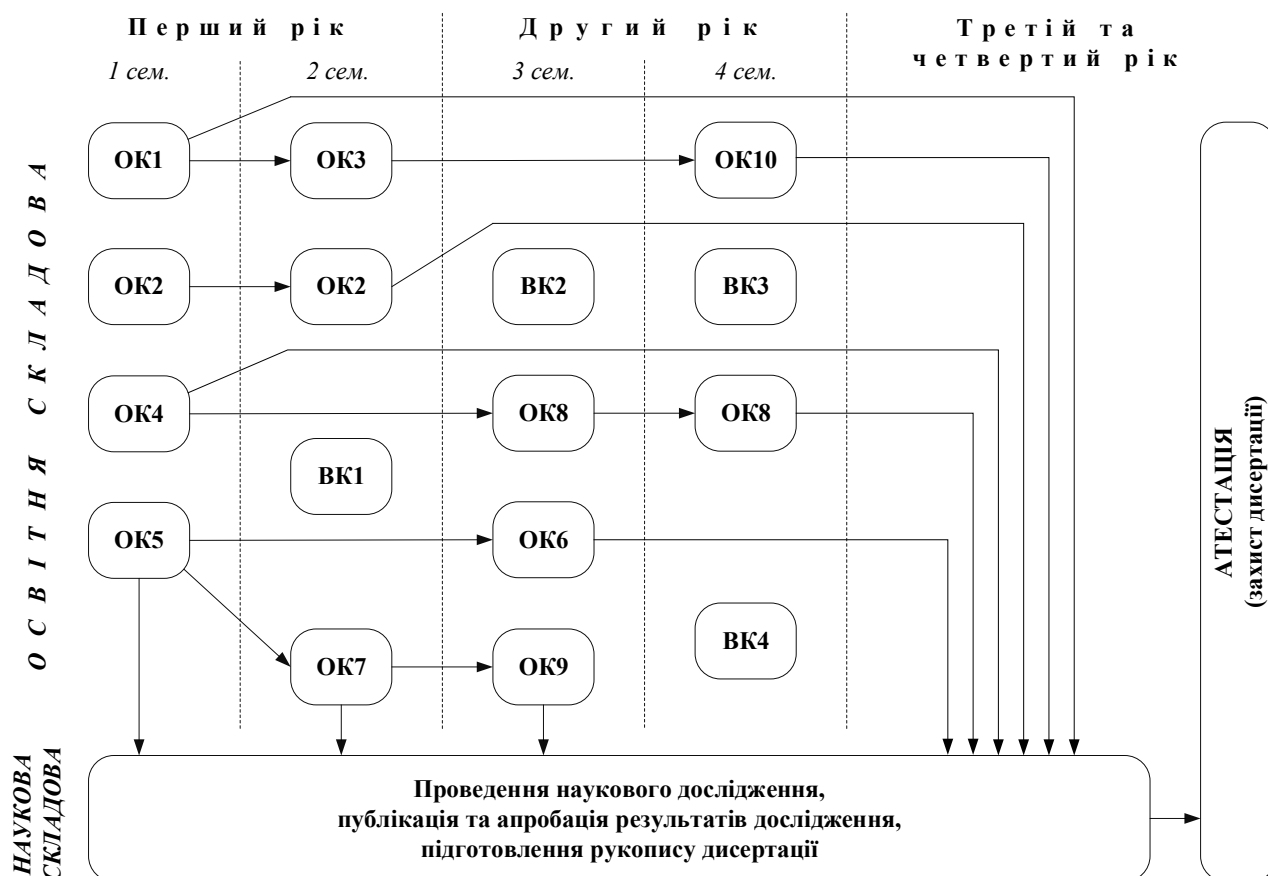 Перший рік
Другий рік
Третій та
четвертий рік
1 сем.
2 сем.
3 сем.
4 сем.
ОСВІТНЯ СКЛАДОВА
ОК1
ОК3
ОК10
ОК2
ОК2
ВК2
ВК3
ОК4
ОК8
ОК8
ВК1
ОК5
ОК6
ОК7
ОК9
ВК4
АТЕСТАЦІЯ
(захист дисертації)
НАУКОВА
СКЛАДОВА
Проведення наукового дослідження,
публікація та апробація результатів дослідження,
підготовлення рукопису дисертації